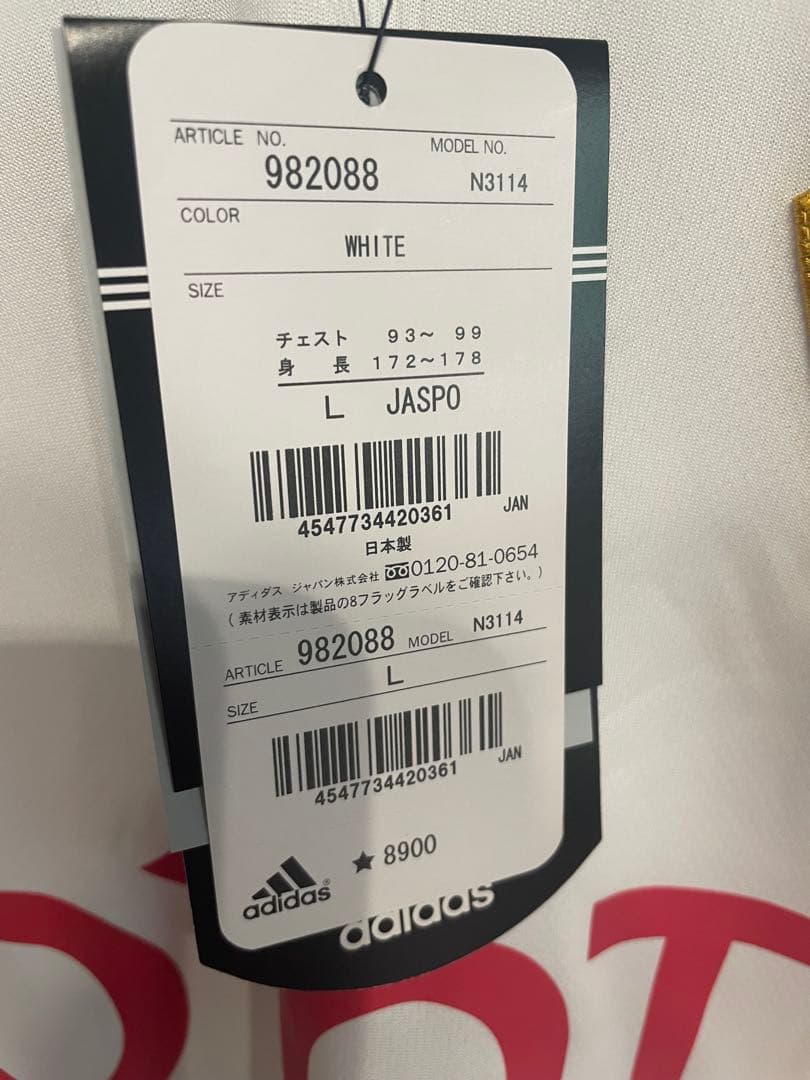 ARTICLE NO. MODEL NO.
982088 N3114
COLOR
WHITE
SIZE
チェスト 93～ 99
身 長 172～178
L JASPO
4547734420361 JAN
日本製
アディダス ジャパン株式会社 0120-81-0654
(素材表示は製品の8フラッグラベルをご確認下さい。)
ARTICLE 982088 MODEL N3114
SIZE L
4547734420361 JAN
★8900
adidas®
adidas